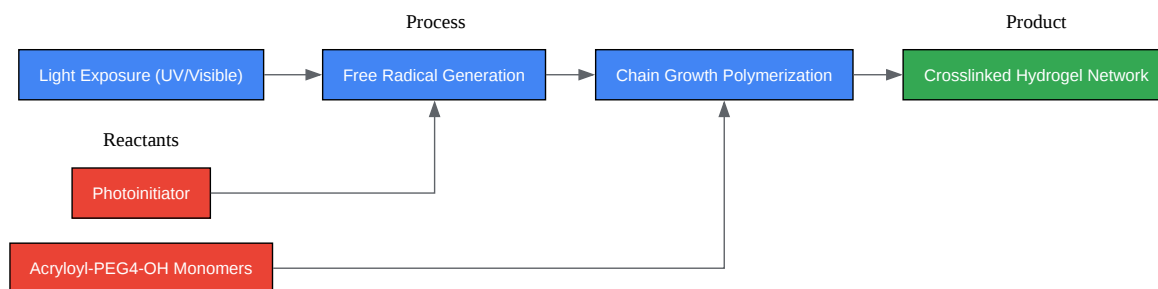 Process
Product
Light Exposure (UV/Visible)
Free Radical Generation
Chain Growth Polymerization
Crosslinked Hydrogel Network
Reactants
Photoinitiator
Acryloyl-PEG4-OH Monomers